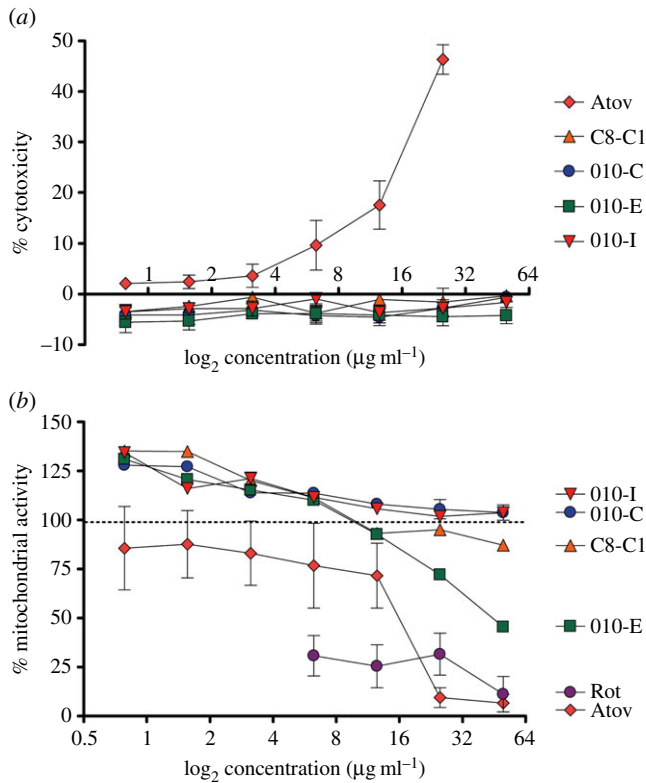 (a)
50
40
30
20
10
0
–10
% cytotoxicity
1 2 4 8 16 32 64
log2 concentration (µg ml–1)
Atov
C8-C1
010-C
010-E
010-I
(b)
150
125
100
75
50
25
0
% mitochondrial activity
0.5 1 2 4 8 16 32 64
log2 concentration (µg ml–1)
010-I
010-C
C8-C1
010-E
Rot
Atov